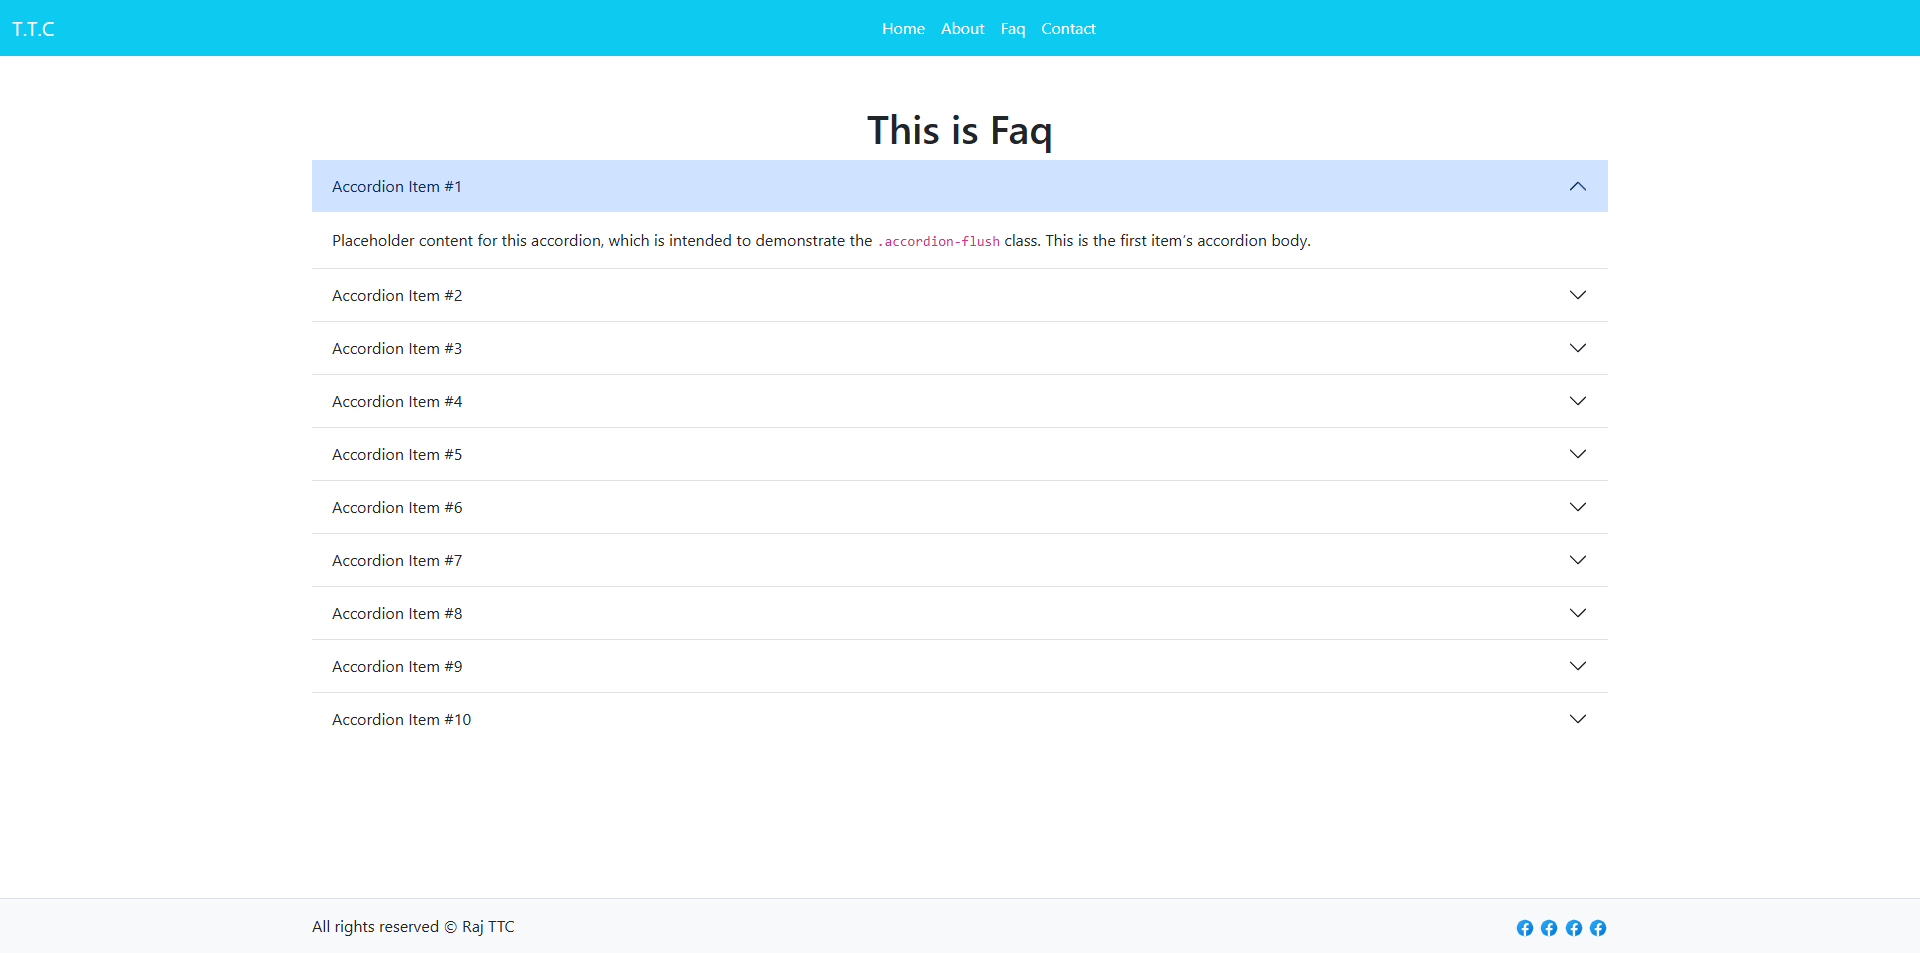 T.T.C
Home About Faq Contact
This is Faq
Accordion Item #1
Placeholder content for this accordion, which is intended to demonstrate the .accordion-flush class. This is the first item's accordion body.
Accordion Item #2
Accordion Item #3
Accordion Item #4
Accordion Item #5
Accordion Item #6
Accordion Item #7
Accordion Item #8
Accordion Item #9
Accordion Item #10
All rights reserved © Raj TTC